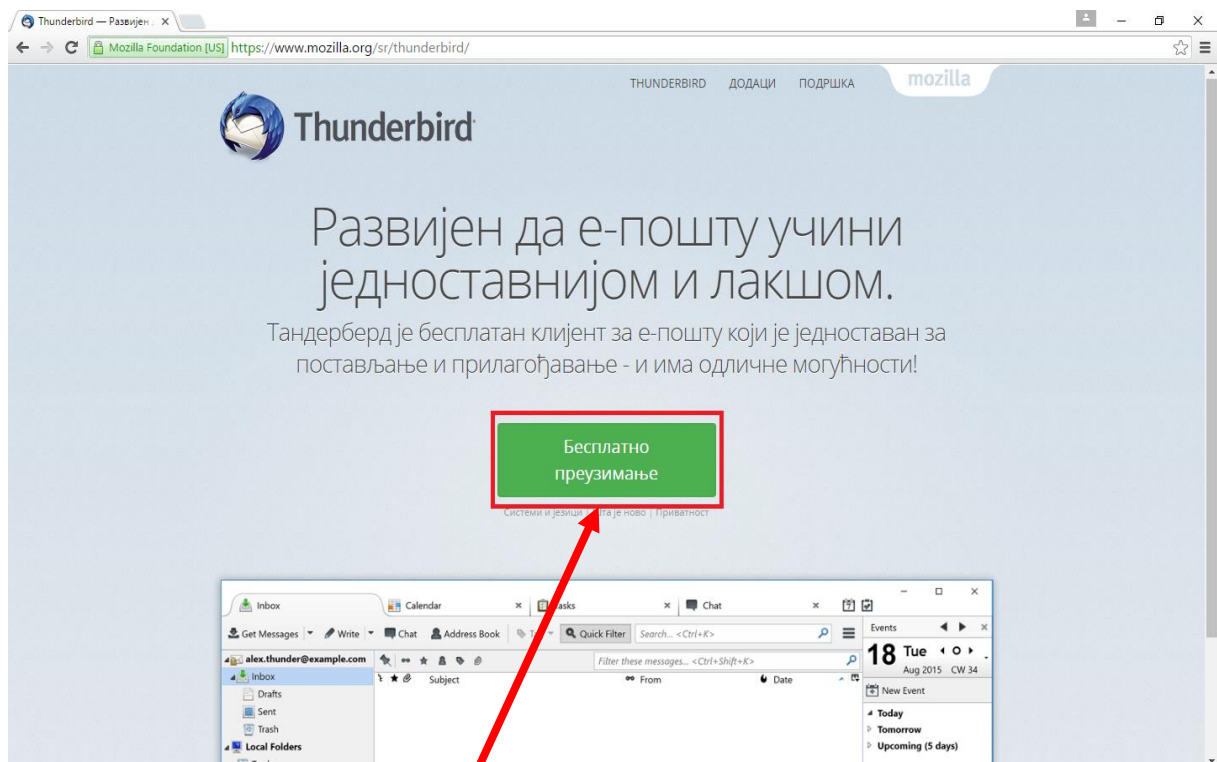 Thunderbird — Развијен
Mozilla Foundation [US] https://www.mozilla.org/sr/thunderbird/
THUNDERBIRD ДОДАЦИ ПОДРШКА mozilla
Thunderbird
Развијен да е-пошту учини
једноставнијом и лакшом.
Тандерберд је бесплатан клијент за е-пошту који је једноставан за
постављање и прилагођавање - и има одличне могућности!
Бесплатно
преузимање
Системи и језици је ново | Приватност
Inbox Calendar Chat
Get Messages Write Chat Address Book Quick Filter Search... <Ctrl+K>
Events
18 Tue
Aug 2015 CW 34
alex.thunder@example.com Filter these messages... <Ctrl+Shift+K>
Inbox Subject From Date
New Event
Drafts
Sent
Trash
Local Folders
Today
Tomorrow
Upcoming (5 days)